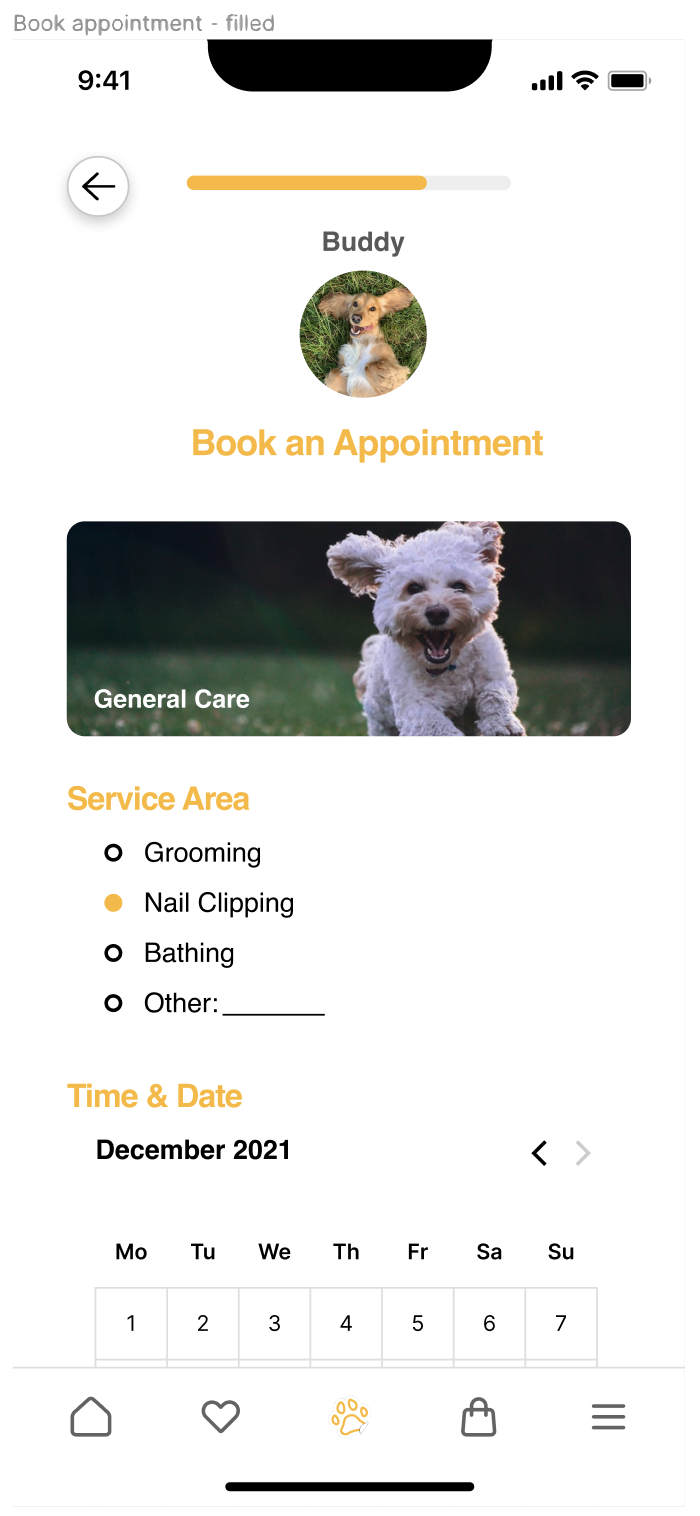 Book appointment - filled
9:41
Buddy
Book an Appointment
General Care
Service Area
Grooming
Nail Clipping
Bathing
Other: _______
Time & Date
December 2021
Mo Tu We Th Fr Sa Su
1 2 3 4 5 6 7